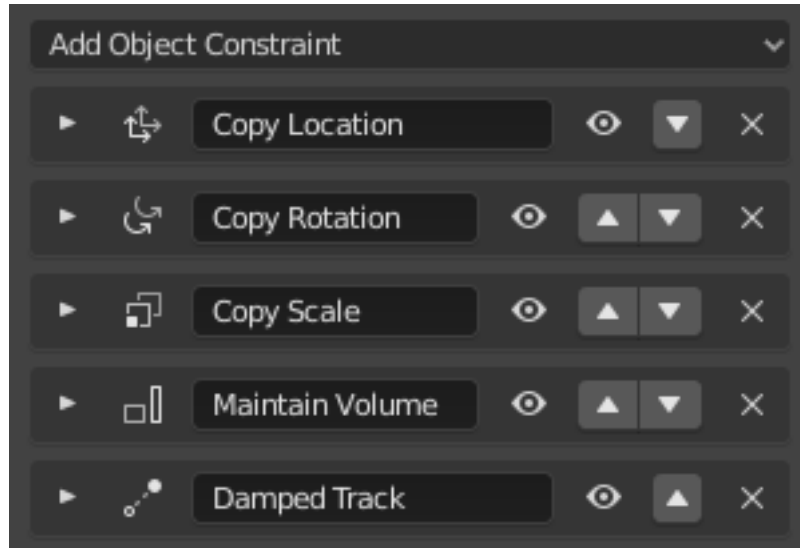 Add Object Constraint
Copy Location
Copy Rotation
Copy Scale
Maintain Volume
Damped Track